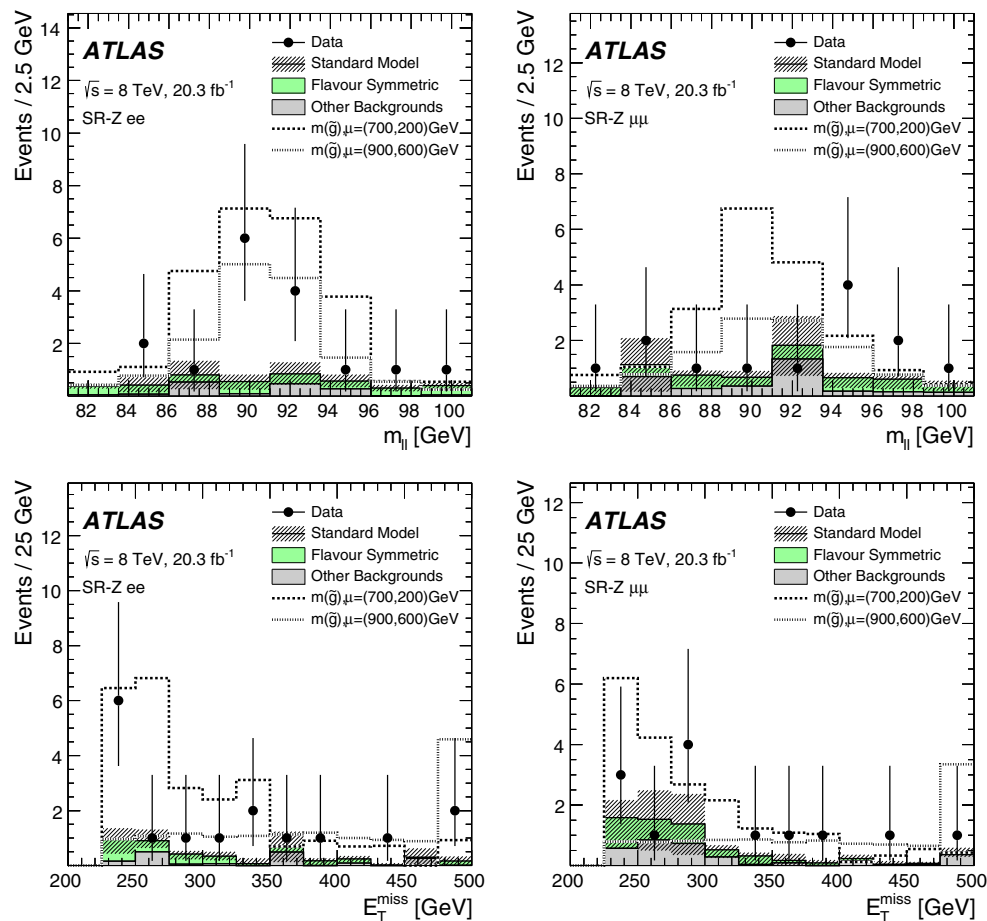 Events / 2.5 GeV
14
12
10
8
6
4
2
ATLAS
√s = 8 TeV, 20.3 fb⁻¹
SR-Z ee
Data
Standard Model
Flavour Symmetric
Other Backgrounds
m(g̃),μ=(700,200)GeV
m(g̃),μ=(900,600)GeV
82 84 86 88 90 92 94 96 98 100
m_ll [GeV]
Events / 2.5 GeV
12
10
8
6
4
2
ATLAS
√s = 8 TeV, 20.3 fb⁻¹
SR-Z μμ
Data
Standard Model
Flavour Symmetric
Other Backgrounds
m(g̃),μ=(700,200)GeV
m(g̃),μ=(900,600)GeV
82 84 86 88 90 92 94 96 98 100
m_ll [GeV]
Events / 25 GeV
12
10
8
6
4
2
0
ATLAS
√s = 8 TeV, 20.3 fb⁻¹
SR-Z ee
Data
Standard Model
Flavour Symmetric
Other Backgrounds
m(g̃),μ=(700,200)GeV
m(g̃),μ=(900,600)GeV
200 250 300 350 400 450 500
E_T^miss [GeV]
Events / 25 GeV
12
10
8
6
4
2
0
ATLAS
√s = 8 TeV, 20.3 fb⁻¹
SR-Z μμ
Data
Standard Model
Flavour Symmetric
Other Backgrounds
m(g̃),μ=(700,200)GeV
m(g̃),μ=(900,600)GeV
200 250 300 350 400 450 500
E_T^miss [GeV]